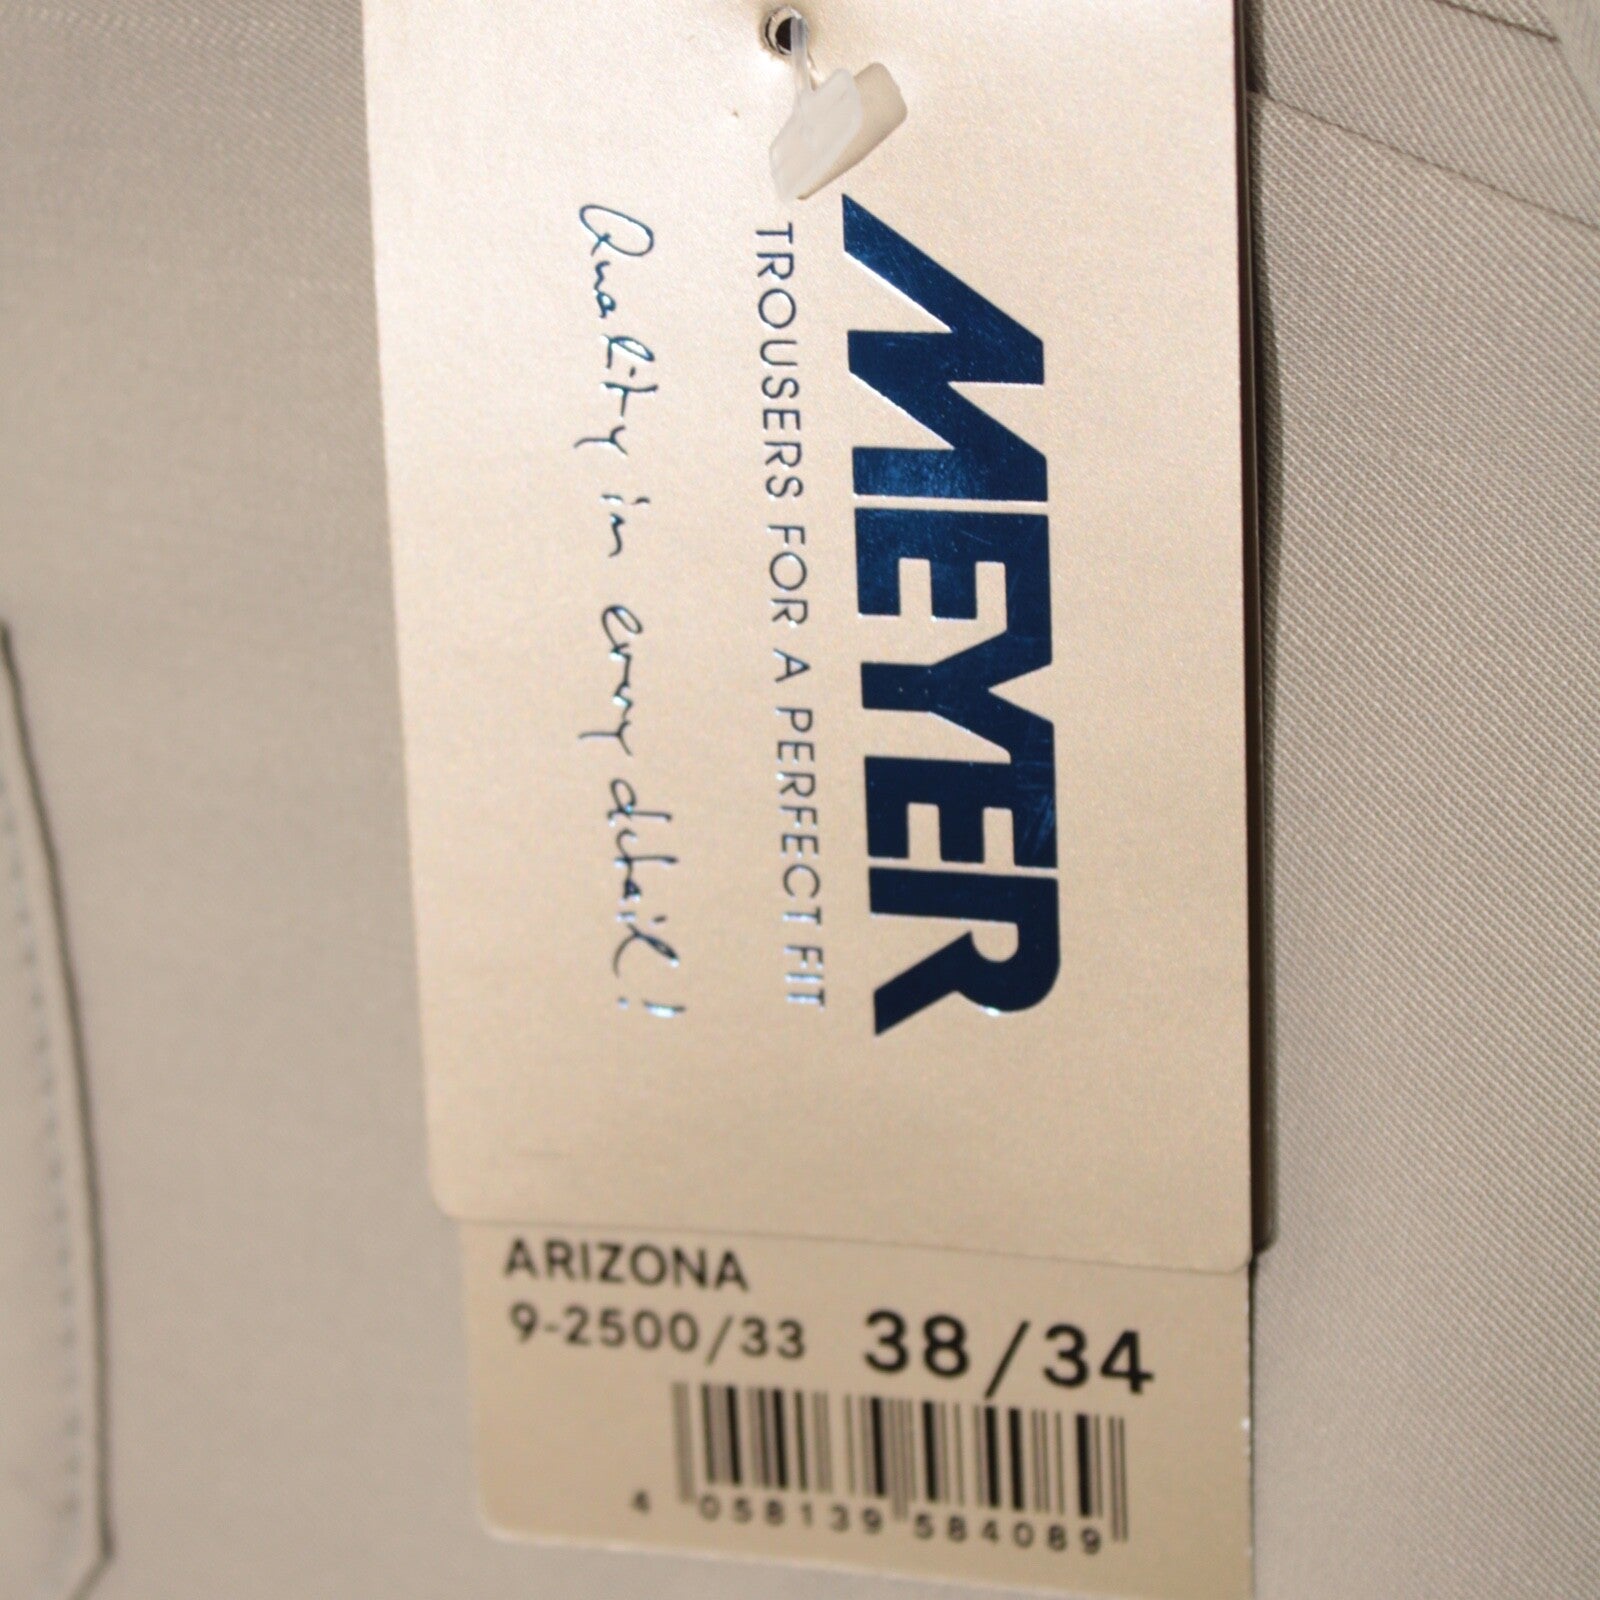 MEYER
TROUSERS FOR A PERFECT FIT
Quality in every detail!
ARIZONA
9-2500/33 38/34
4 058139 584089